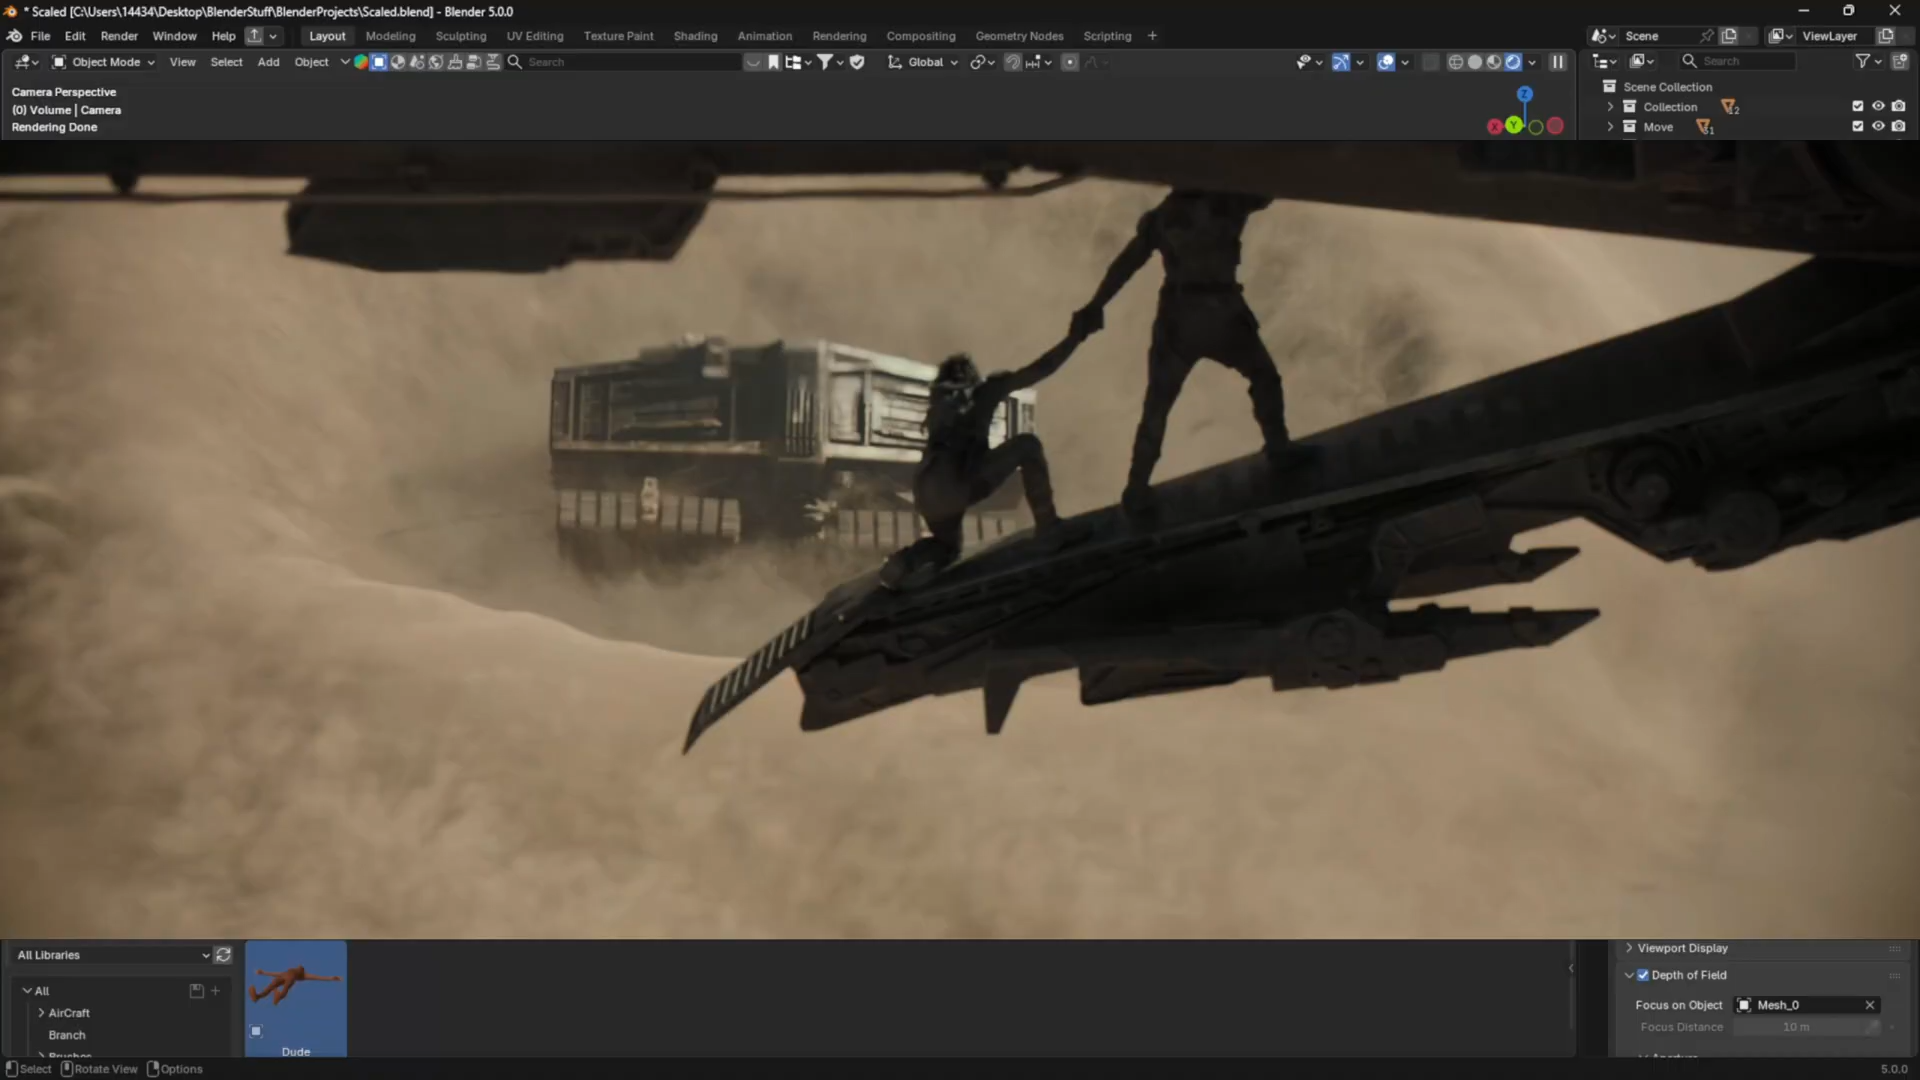 * Scaled [C:\Users\14434\Desktop\BlenderStuff\BlenderProjects\Scaled.blend] - Blender 5.0.0
File Edit Render Window Help Layout Modeling Sculpting UV Editing Texture Paint Shading Animation Rendering Compositing Geometry Nodes Scripting + Scene ViewLayer
Object Mode View Select Add Object Search Global Search
Camera Perspective
(0) Volume | Camera
Rendering Done
Z
X Y
Scene Collection
Collection 2
Move 51
All Libraries
All
AirCraft
Branch
Brushes
Dude
Viewport Display
Depth of Field
Focus on Object Mesh_0
Focus Distance 10 m
Aperture
Select Rotate View Options 5.0.0